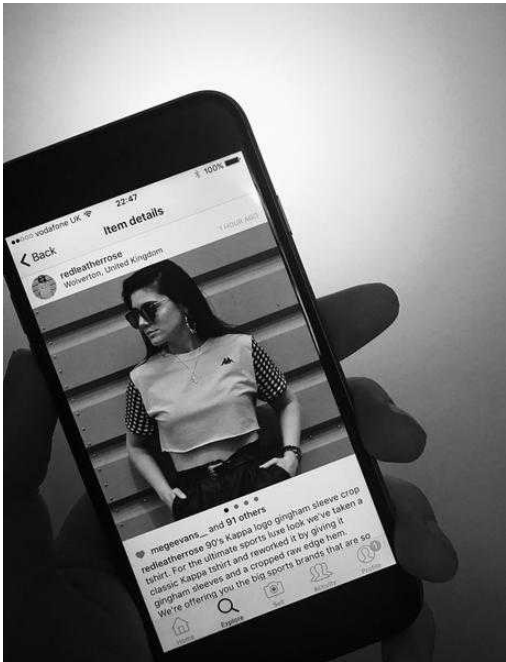 vodafone UK 22:47 100%
Back Item details
redleatherrose 1 HOUR AGO
Wolverton, United Kingdom
megeevans__ and 91 others
redleatherrose 90's Kappa logo gingham sleeve crop
tshirt. For the ultimate sports luxe look we've taken a
classic Kappa tshirt and reworked it by giving it
gingham sleeves and a cropped raw edge hem.
We're offering you the big sports brands that are so
Home Explore Sell Activity Profile
1